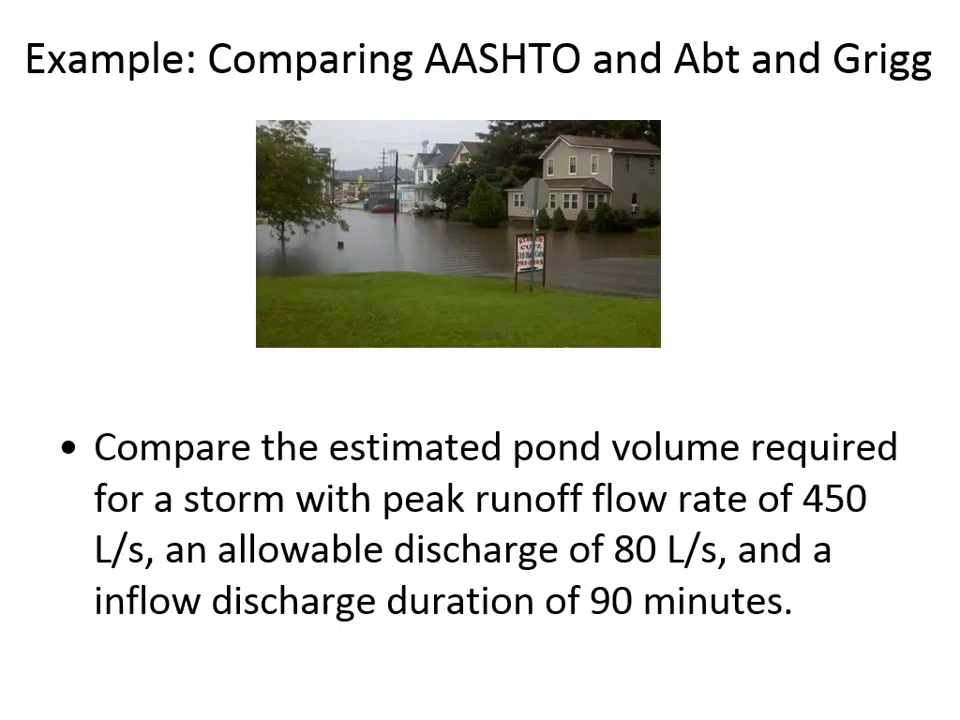 Example: Comparing AASHTO and Abt and Grigg
• Compare the estimated pond volume required
for a storm with peak runoff flow rate of 450
L/s, an allowable discharge of 80 L/s, and a
inflow discharge duration of 90 minutes.